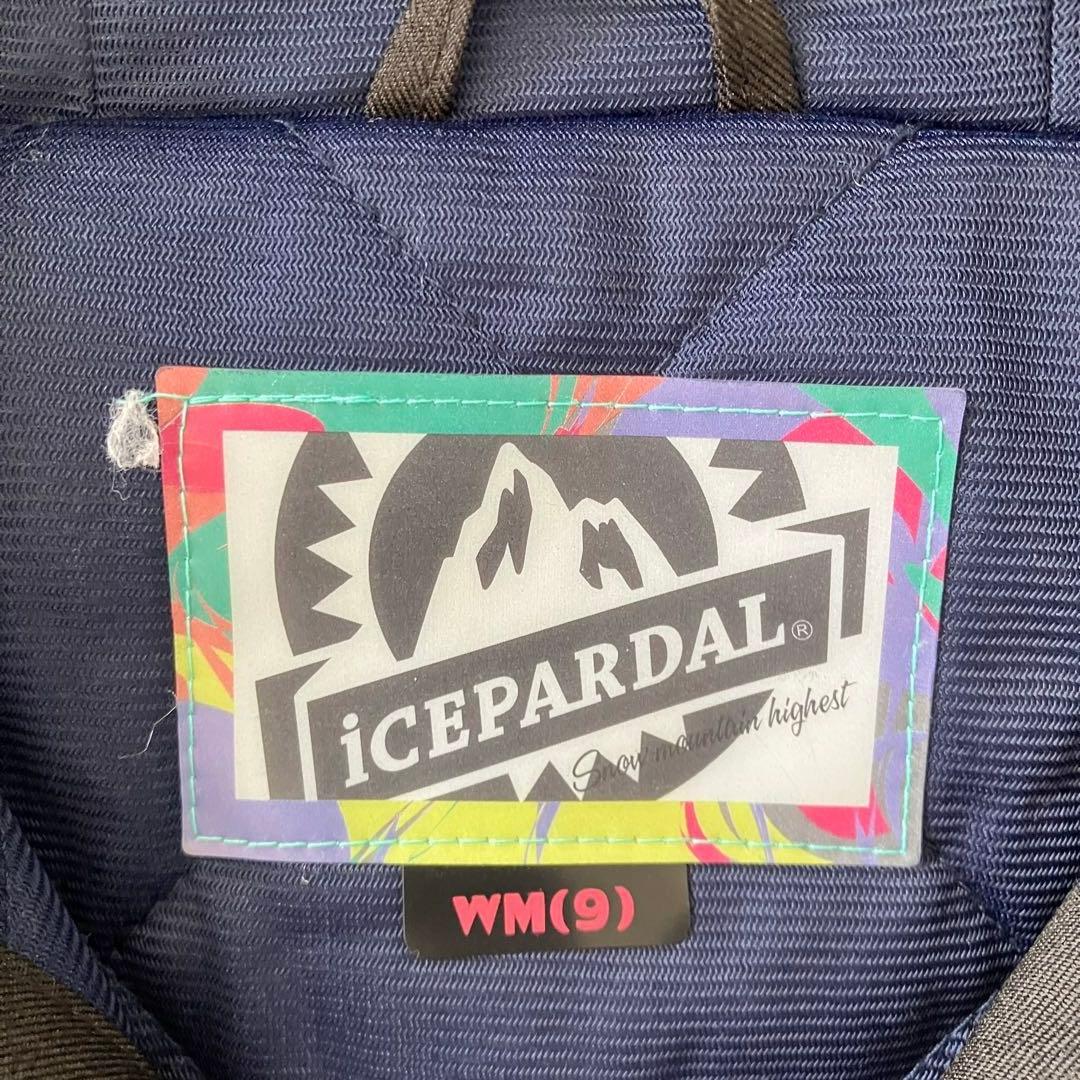 iCEPARDAL®
Snow mountain highest
WM(9)